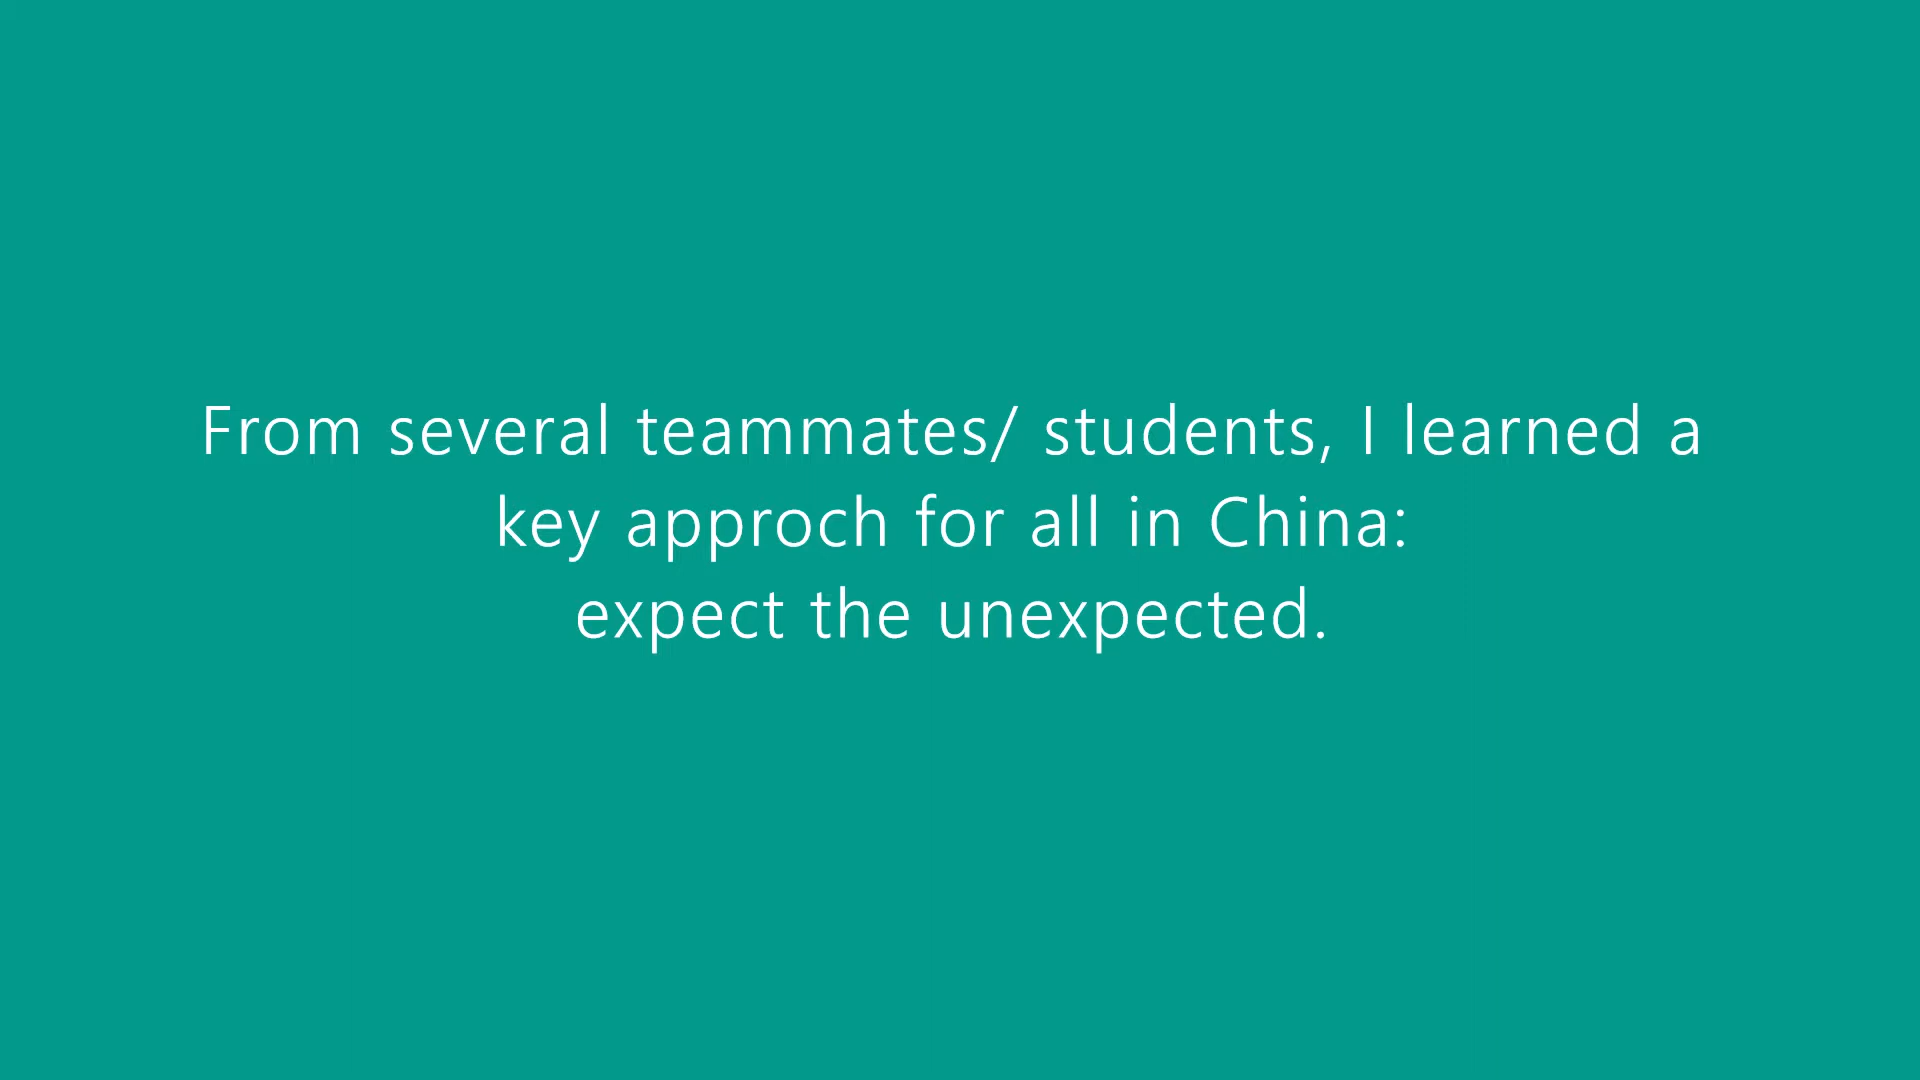 From several teammates/ students, I learned a
key approch for all in China:
expect the unexpected.